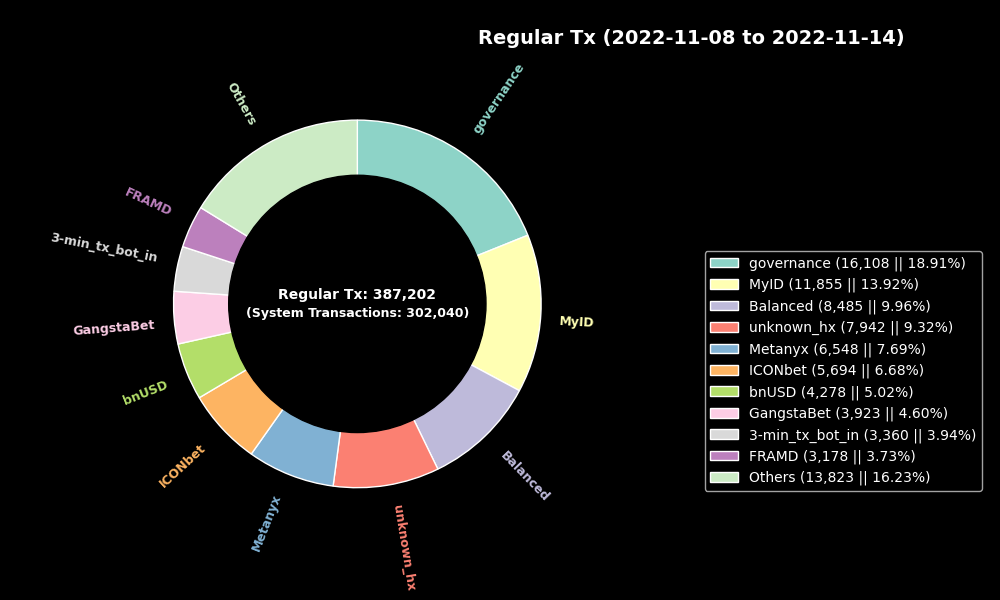 Regular Tx (2022-11-08 to 2022-11-14)
governance
Others
FRAMD
3-min_tx_bot_in
GangstaBet
bnUSD
ICONbet
Metanyx
unknown_hx
Balanced
MyID
Regular Tx: 387,202
(System Transactions: 302,040)
governance (16,108 || 18.91%)
MyID (11,855 || 13.92%)
Balanced (8,485 || 9.96%)
unknown_hx (7,942 || 9.32%)
Metanyx (6,548 || 7.69%)
ICONbet (5,694 || 6.68%)
bnUSD (4,278 || 5.02%)
GangstaBet (3,923 || 4.60%)
3-min_tx_bot_in (3,360 || 3.94%)
FRAMD (3,178 || 3.73%)
Others (13,823 || 16.23%)